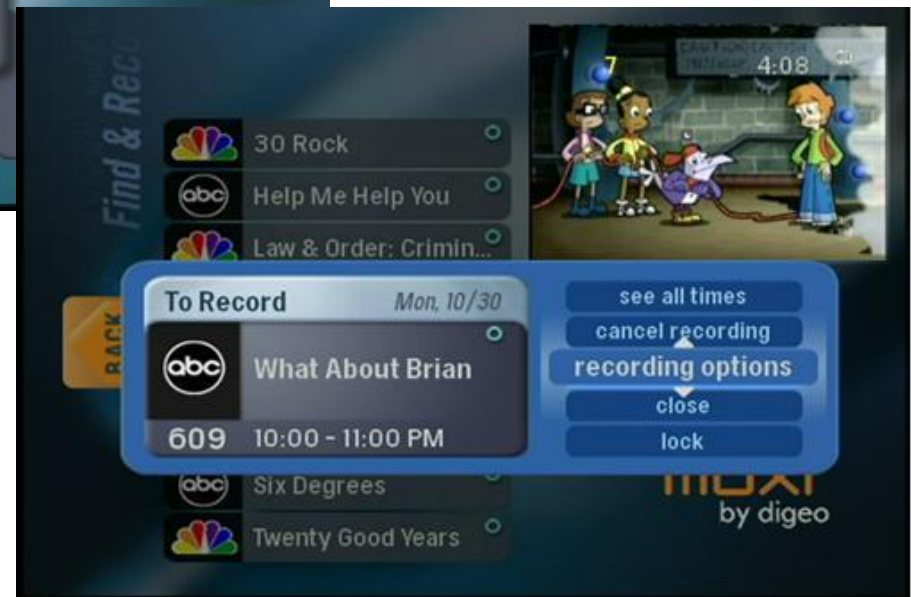 Find & Rec
4:08
7
30 Rock
abc
Help Me Help You
Law & Order: Crimin...
To Record
Mon, 10/30
abc
What About Brian
609
10:00 - 11:00 PM
see all times
cancel recording
recording options
close
lock
BACK
abc
Six Degrees
Twenty Good Years
moxi
by digeo